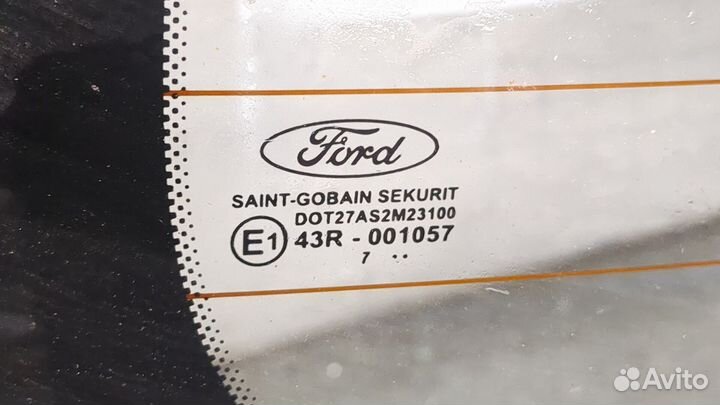 Ford
SAINT-GOBAIN SEKURIT
DOT27AS2M23100
E1 43R - 001057
7 ..
Avito